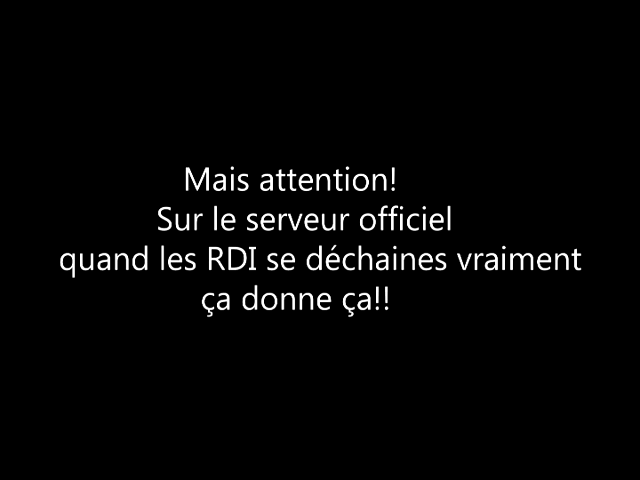 Mais attention!
Sur le serveur officiel
quand les RDI se déchaines vraiment
ça donne ça!!